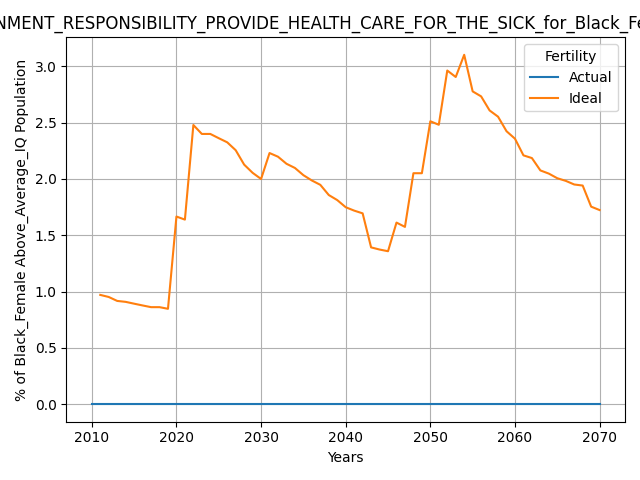 NMENT_RESPONSIBILITY_PROVIDE_HEALTH_CARE_FOR_THE_SICK_for_Black_Fe
% of Black_Female Above_Average_IQ Population
3.0
2.5
2.0
1.5
1.0
0.5
0.0
Fertility
Actual
Ideal
2010 2020 2030 2040 2050 2060 2070
Years